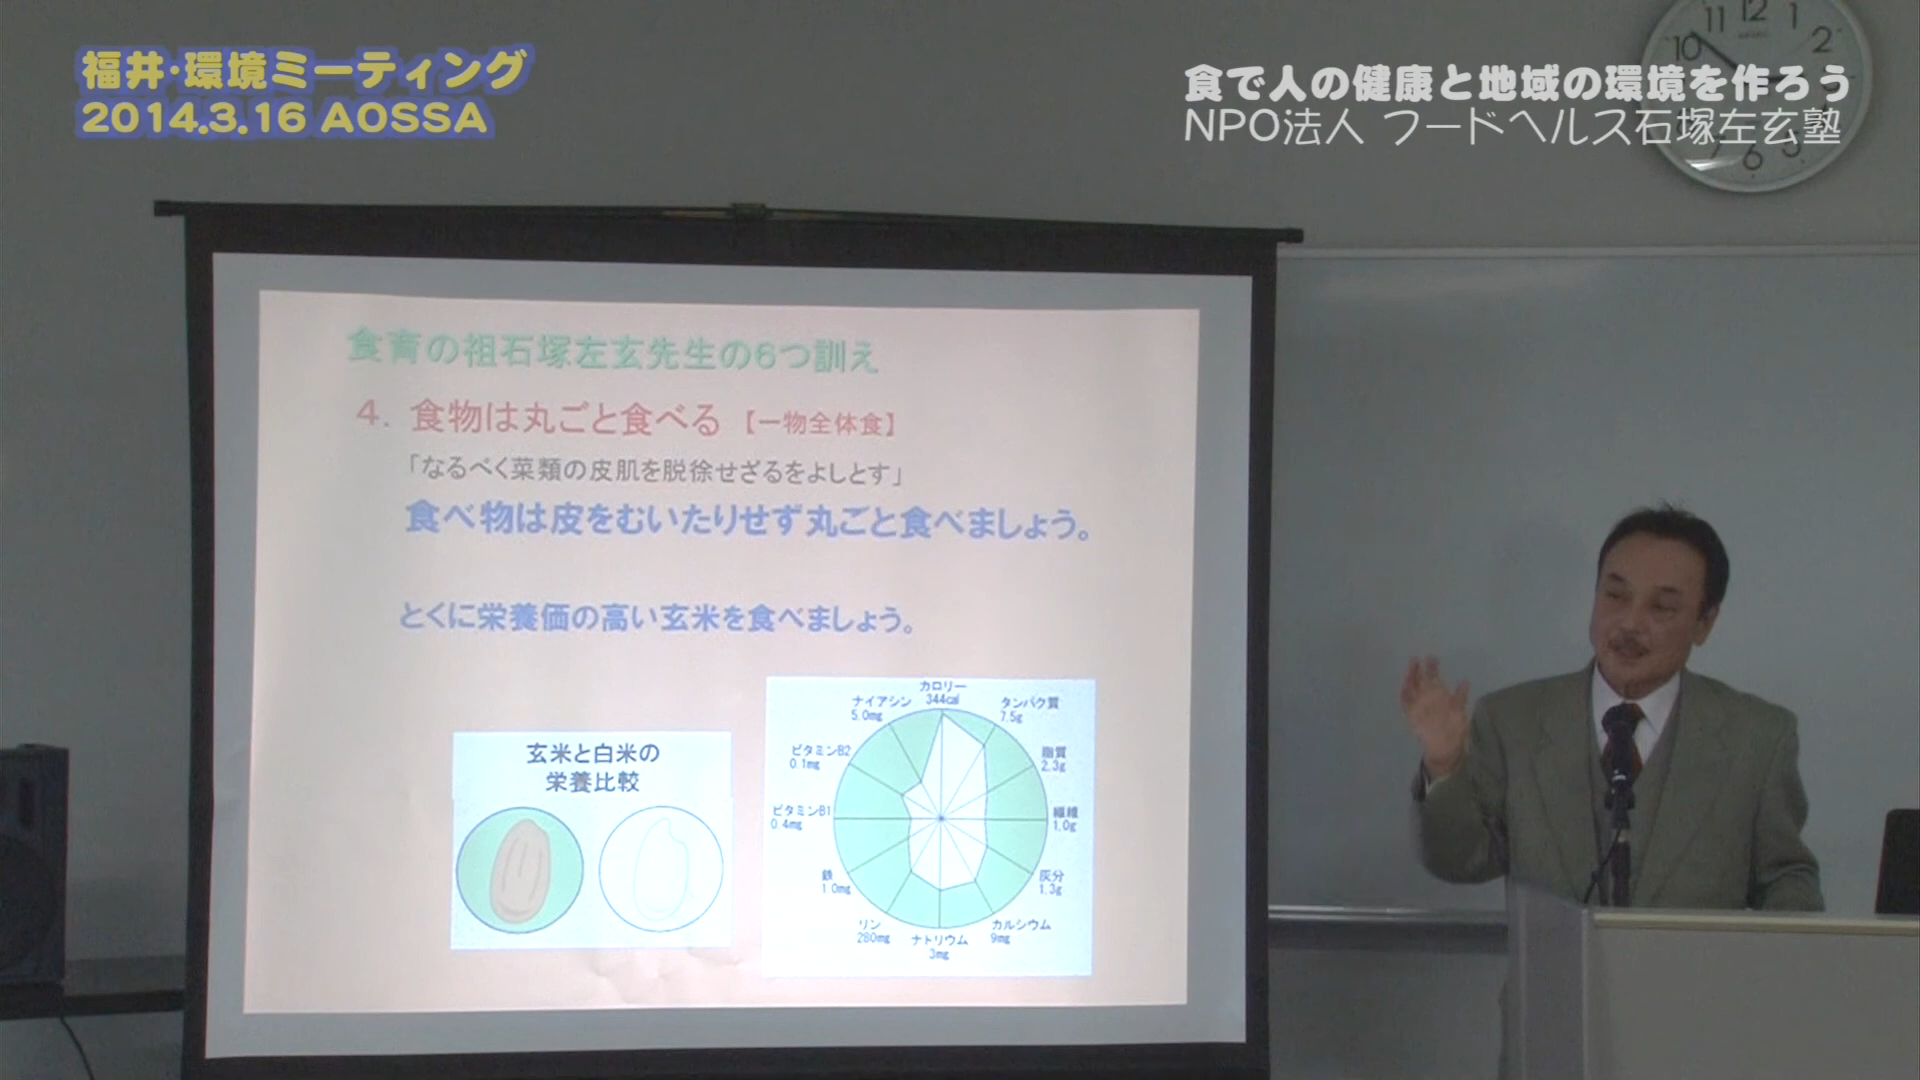 福井・環境ミーティング
2014.3.16 AOSSA
食で人の健康と地域の環境を作ろう
NPO法人 フードヘルス石塚左玄塾
食育の祖石塚左玄先生の6つ訓え
4. 食物は丸ごと食べる【一物全体食】
「なるべく菜類の皮肌を脱徐せざるをよしとす」
食べ物は皮をむいたりせず丸ごと食べましょう。
とくに栄養価の高い玄米を食べましょう。
玄米と白米の
栄養比較
カロリー
344cal
タンパク質
7.5g
脂質
2.3g
繊維
1.0g
灰分
1.3g
カルシウム
9mg
ナトリウム
3mg
リン
280mg
鉄
1.0mg
ビタミンB1
0.4mg
ビタミンB2
0.1mg
ナイアシン
5.0mg
11 12 1
10 2
6 5